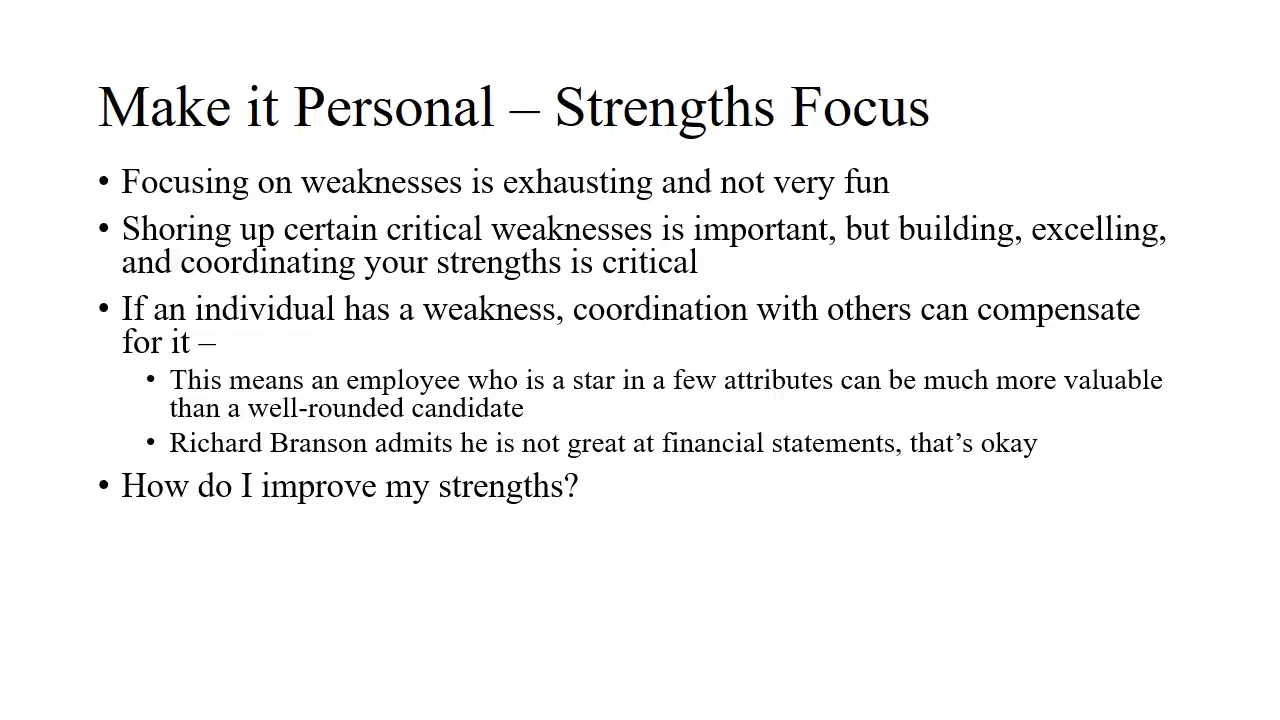 Make it Personal – Strengths Focus
• Focusing on weaknesses is exhausting and not very fun
• Shoring up certain critical weaknesses is important, but building, excelling,
and coordinating your strengths is critical
• If an individual has a weakness, coordination with others can compensate
for it –
• This means an employee who is a star in a few attributes can be much more valuable
than a well-rounded candidate
• Richard Branson admits he is not great at financial statements, that’s okay
• How do I improve my strengths?